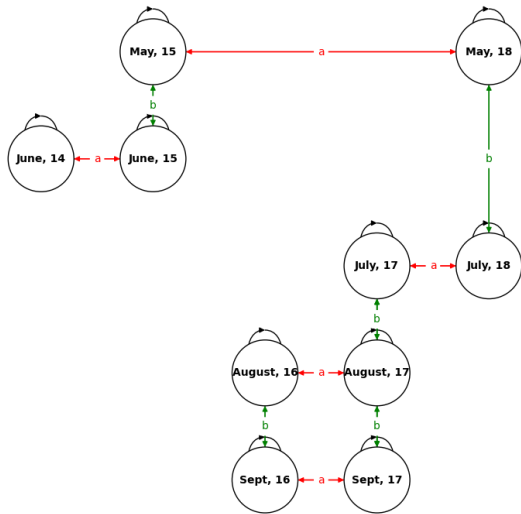 May, 15
a
May, 18
b
b
June, 14
a
June, 15
July, 17
a
July, 18
b
August, 16
a
August, 17
b
b
Sept, 16
a
Sept, 17